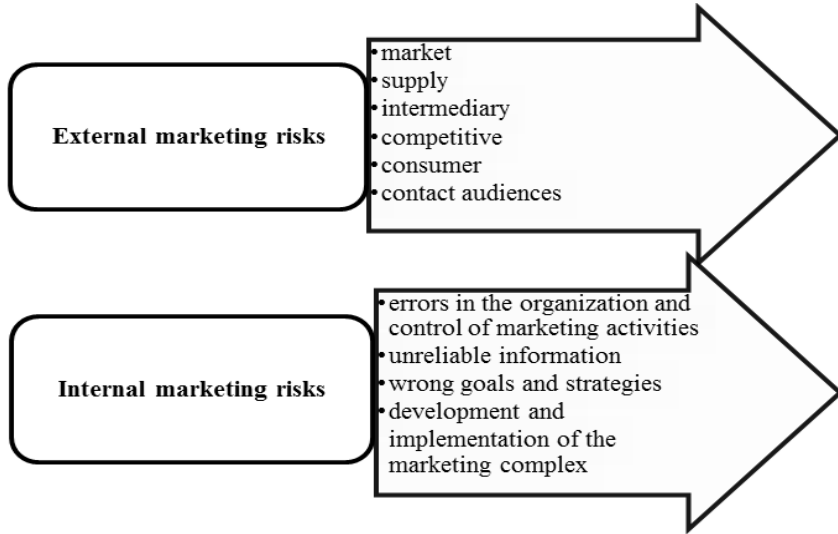 External marketing risks
•market
•supply
•intermediary
•competitive
•consumer
•contact audiences
Internal marketing risks
•errors in the organization and
control of marketing activities
•unreliable information
•wrong goals and strategies
•development and
implementation of the
marketing complex